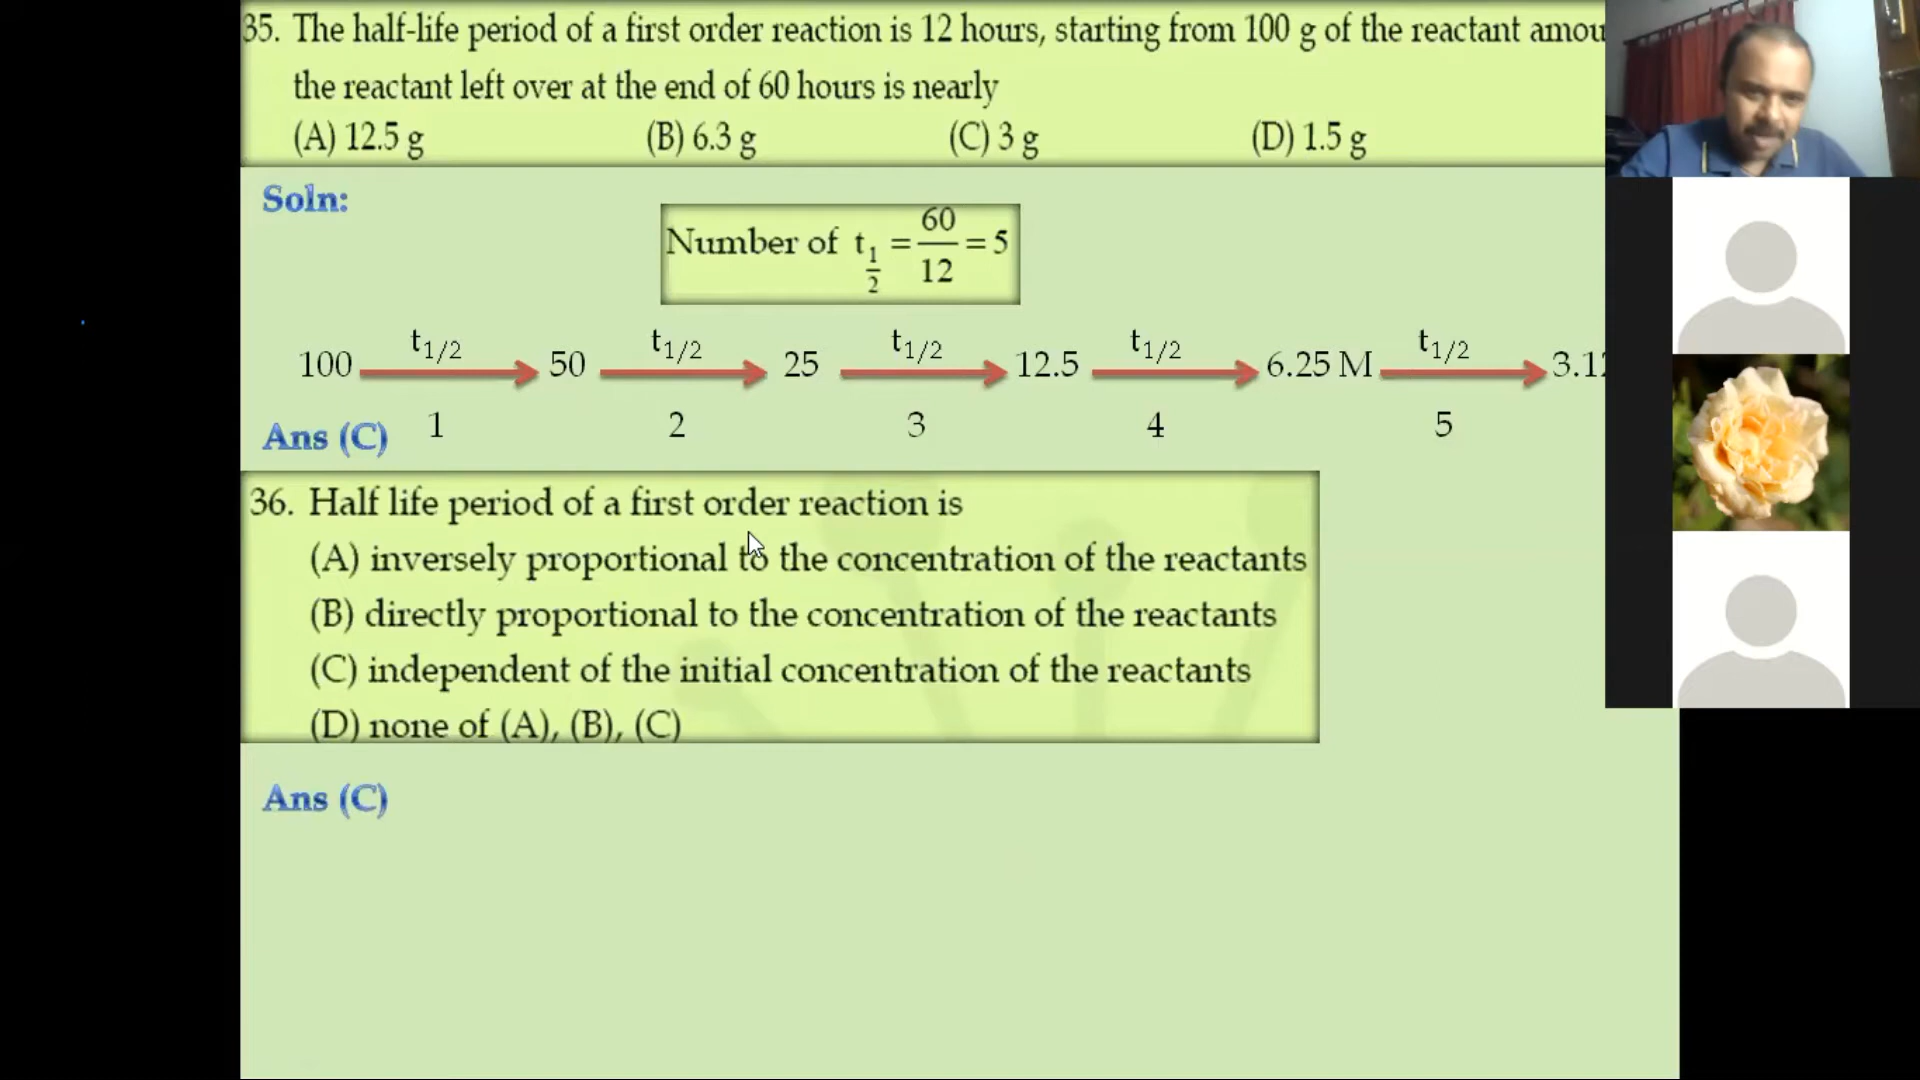 35. The half-life period of a first order reaction is 12 hours, starting from 100 g of the reactant amou
the reactant left over at the end of 60 hours is nearly
(A) 12.5 g (B) 6.3 g (C) 3 g (D) 1.5 g
Soln:
Number of t1/2 = 60/12 = 5
100 t1/2 50 t1/2 25 t1/2 12.5 t1/2 6.25 M t1/2 3.12
Ans (C) 1 2 3 4 5
36. Half life period of a first order reaction is
(A) inversely proportional to the concentration of the reactants
(B) directly proportional to the concentration of the reactants
(C) independent of the initial concentration of the reactants
(D) none of (A), (B), (C)
Ans (C)